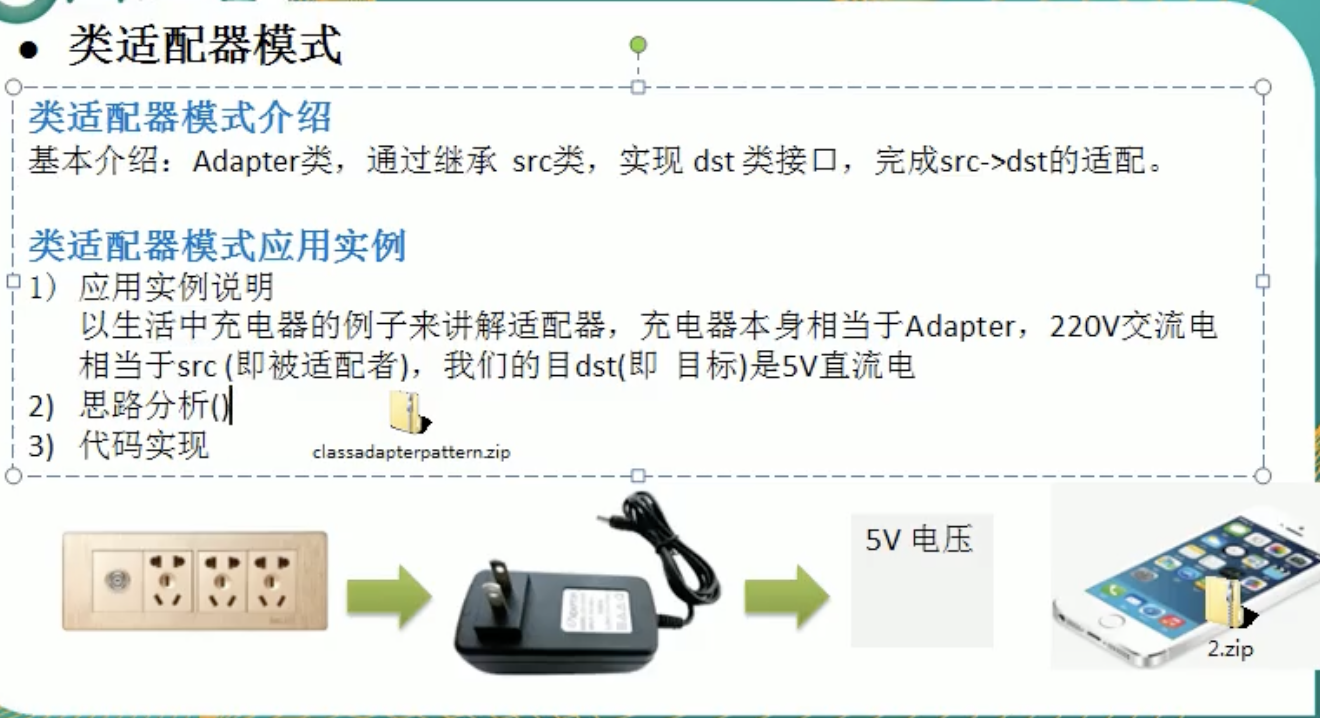 ● 类适配器模式
类适配器模式介绍
基本介绍：Adapter类，通过继承 src类，实现 dst 类接口，完成src->dst的适配。
类适配器模式应用实例
1） 应用实例说明
以生活中充电器的例子来讲解适配器，充电器本身相当于Adapter，220V交流电
相当于src (即被适配者)，我们的目dst(即 目标)是5V直流电
2) 思路分析()
3) 代码实现
classadapterpattern.zip
5V 电压
2.zip